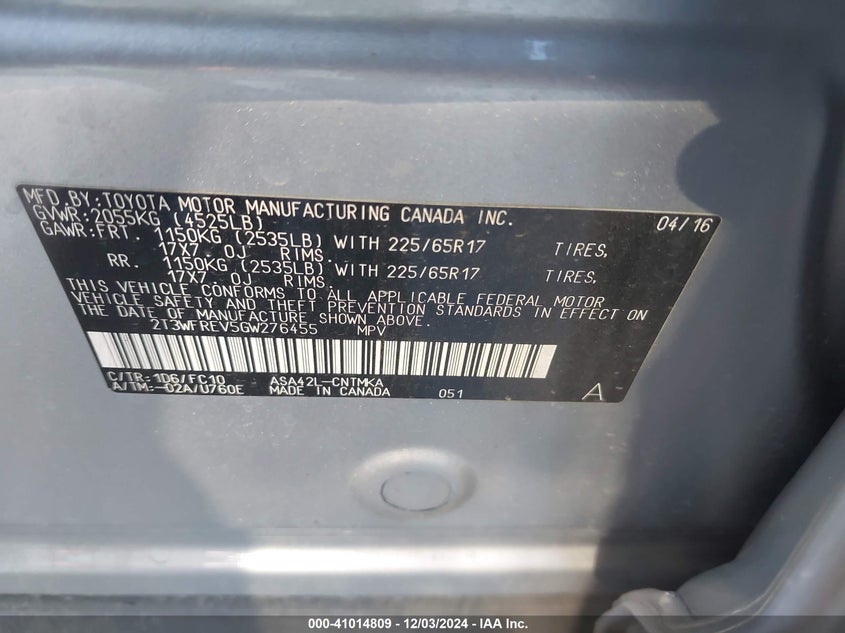 MFD.BY:TOYOTA MOTOR MANUFACTURING CANADA INC. 04/16
GVWR:2055KG (4525LB)
GAWR:FRT. 1150KG (2535LB) WITH 225/65R17 TIRES,
17X7.0J RIMS.
RR. 1150KG (2535LB) WITH 225/65R17 TIRES,
17X7.0J RIMS.
THIS VEHICLE CONFORMS TO ALL APPLICABLE FEDERAL MOTOR
VEHICLE SAFETY AND THEFT PREVENTION STANDARDS IN EFFECT ON
THE DATE OF MANUFACTURE SHOWN ABOVE.
2T3WFREV5GW276455 MPV
C/TR:1D6/FC10 ASA42L-CNTMKA
A/TM:-02A/U760E MADE IN CANADA 051 A
000-41014809 - 12/03/2024 - IAA Inc.